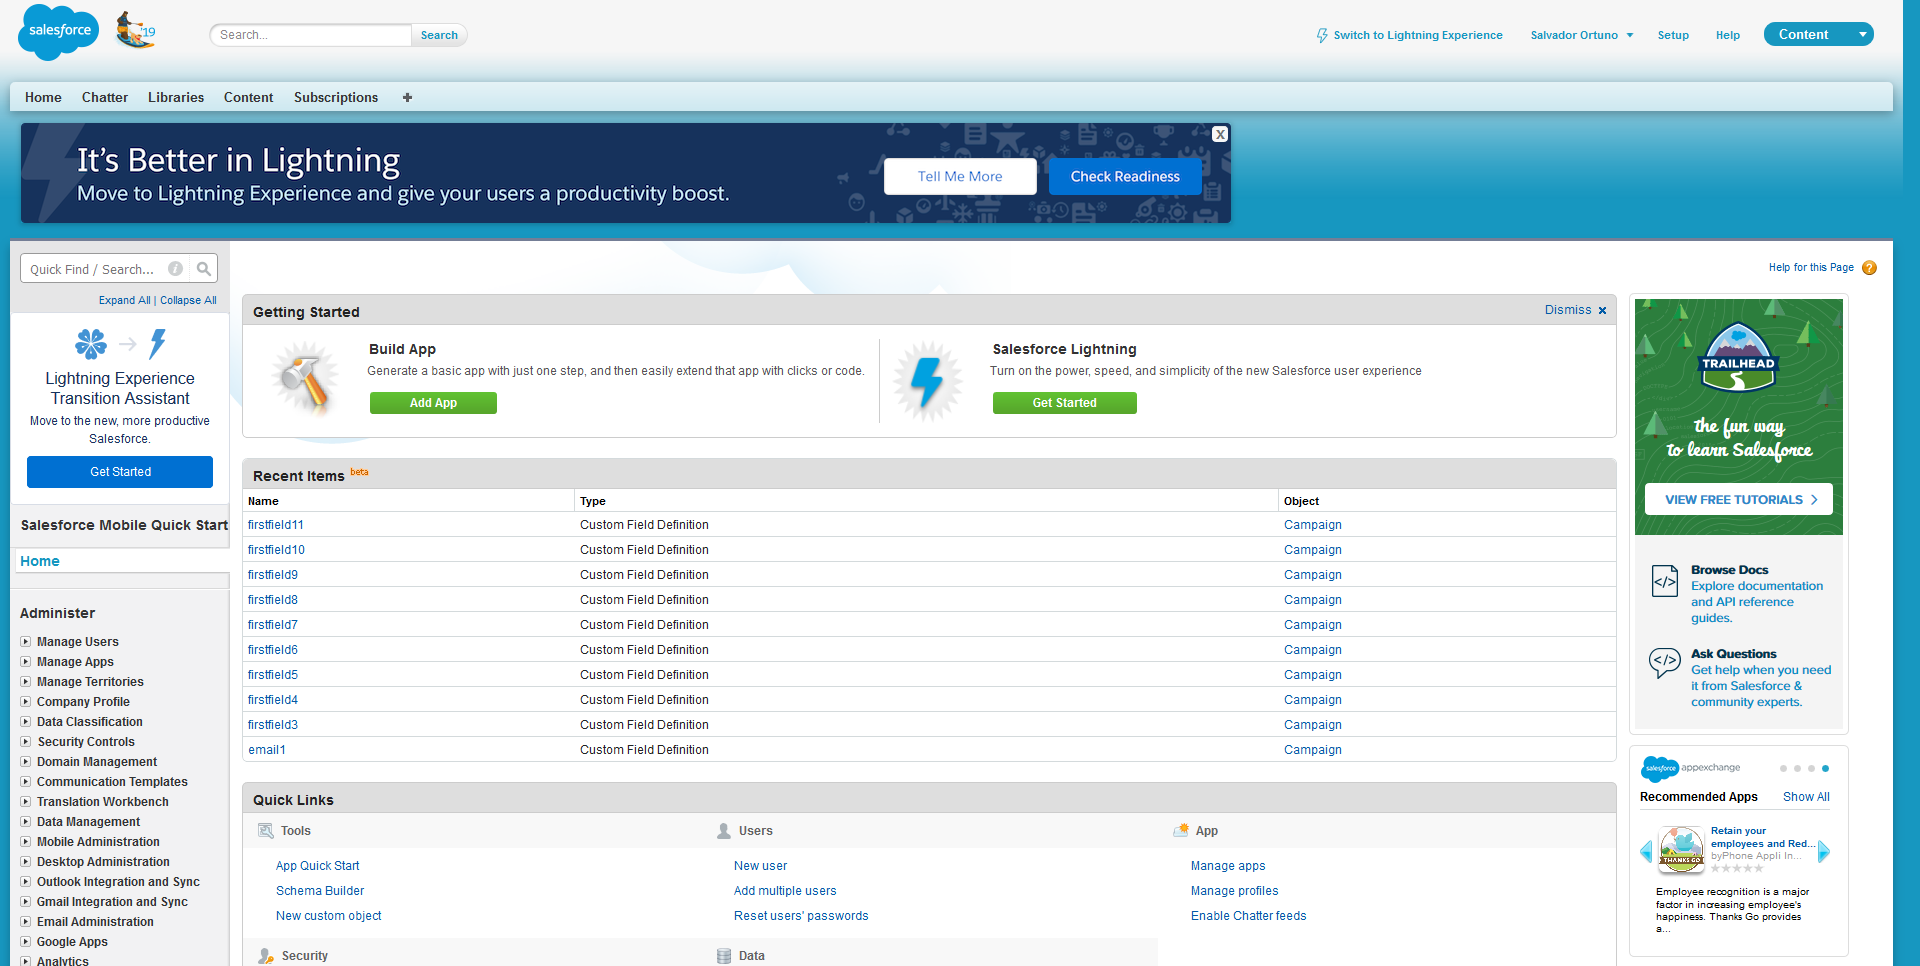 salesforce
'19
Search...
Search
Switch to Lightning Experience
Salvador Ortuno
Setup
Help
Content
Home
Chatter
Libraries
Content
Subscriptions
+
It's Better in Lightning
Move to Lightning Experience and give your users a productivity boost.
Tell Me More
Check Readiness
X
Quick Find / Search...
i
Expand All | Collapse All
Lightning Experience
Transition Assistant
Move to the new, more productive
Salesforce.
Get Started
Salesforce Mobile Quick Start
Home
Administer
Manage Users
Manage Apps
Manage Territories
Company Profile
Data Classification
Security Controls
Domain Management
Communication Templates
Translation Workbench
Data Management
Mobile Administration
Desktop Administration
Outlook Integration and Sync
Gmail Integration and Sync
Email Administration
Google Apps
Analytics
Help for this Page ?
Getting Started
Dismiss x
Build App
Generate a basic app with just one step, and then easily extend that app with clicks or code.
Add App
Salesforce Lightning
Turn on the power, speed, and simplicity of the new Salesforce user experience
Get Started
Recent Items beta
Name Type Object
firstfield11 Custom Field Definition Campaign
firstfield10 Custom Field Definition Campaign
firstfield9 Custom Field Definition Campaign
firstfield8 Custom Field Definition Campaign
firstfield7 Custom Field Definition Campaign
firstfield6 Custom Field Definition Campaign
firstfield5 Custom Field Definition Campaign
firstfield4 Custom Field Definition Campaign
firstfield3 Custom Field Definition Campaign
email1 Custom Field Definition Campaign
Quick Links
Tools
App Quick Start
Schema Builder
New custom object
Users
New user
Add multiple users
Reset users' passwords
App
Manage apps
Manage profiles
Enable Chatter feeds
Security
Data
TRAILHEAD
the fun way
to learn Salesforce
VIEW FREE TUTORIALS >
</>
Browse Docs
Explore documentation
and API reference
guides.
</>
Ask Questions
Get help when you need
it from Salesforce &
community experts.
salesforce appexchange
Recommended Apps
Show All
THANKS GO
Retain your
employees and Red...
byPhone Appli In...
Employee recognition is a major
factor in increasing employee's
happiness. Thanks Go provides
a...